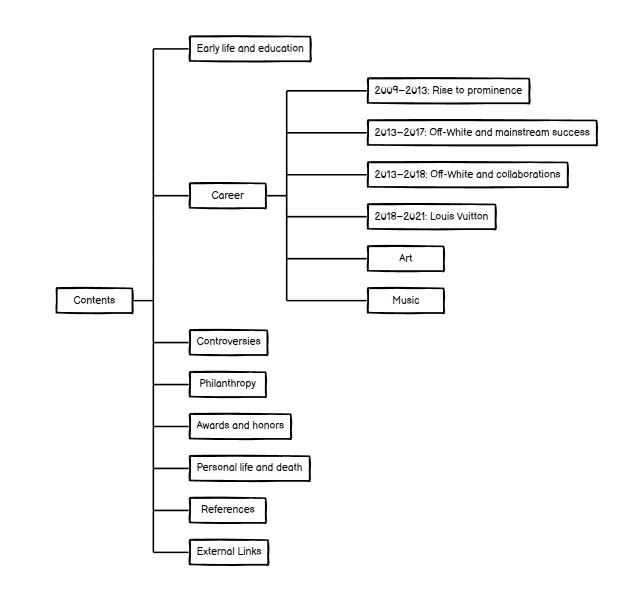 Early life and education
2009–2013: Rise to prominence
2013–2017: Off-White and mainstream success
2013–2018: Off-White and collaborations
Career
2018–2021: Louis Vuitton
Art
Contents
Music
Controversies
Philanthropy
Awards and honors
Personal life and death
References
External Links